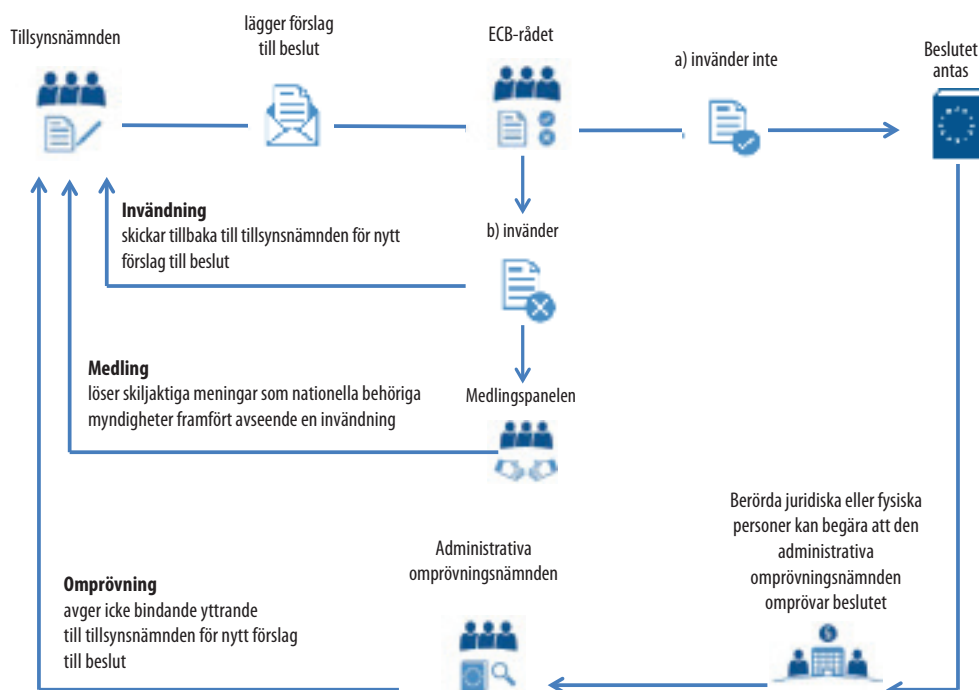 Tillsynsnämnden
lägger förslag
till beslut
ECB-rådet
a) invänder inte
Beslutet
antas
Invändning
skickar tillbaka till tillsynsnämnden för nytt
förslag till beslut
b) invänder
Medling
löser skiljaktiga meningar som nationella behöriga
myndigheter framfört avseende en invändning
Medlingspanelen
Berörda juridiska eller fysiska
personer kan begära att den
administrativa
omprövningsnämnden
omprövar beslutet
Administrativa
omprövningsnämnden
Omprövning
avger icke bindande yttrande
till tillsynsnämnden för nytt förslag
till beslut